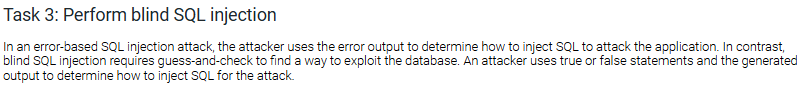 Task 3: Perform blind SQL injection
In an error-based SQL injection attack, the attacker uses the error output to determine how to inject SQL to attack the application. In contrast,
blind SQL injection requires guess-and-check to find a way to exploit the database. An attacker uses true or false statements and the generated
output to determine how to inject SQL for the attack.